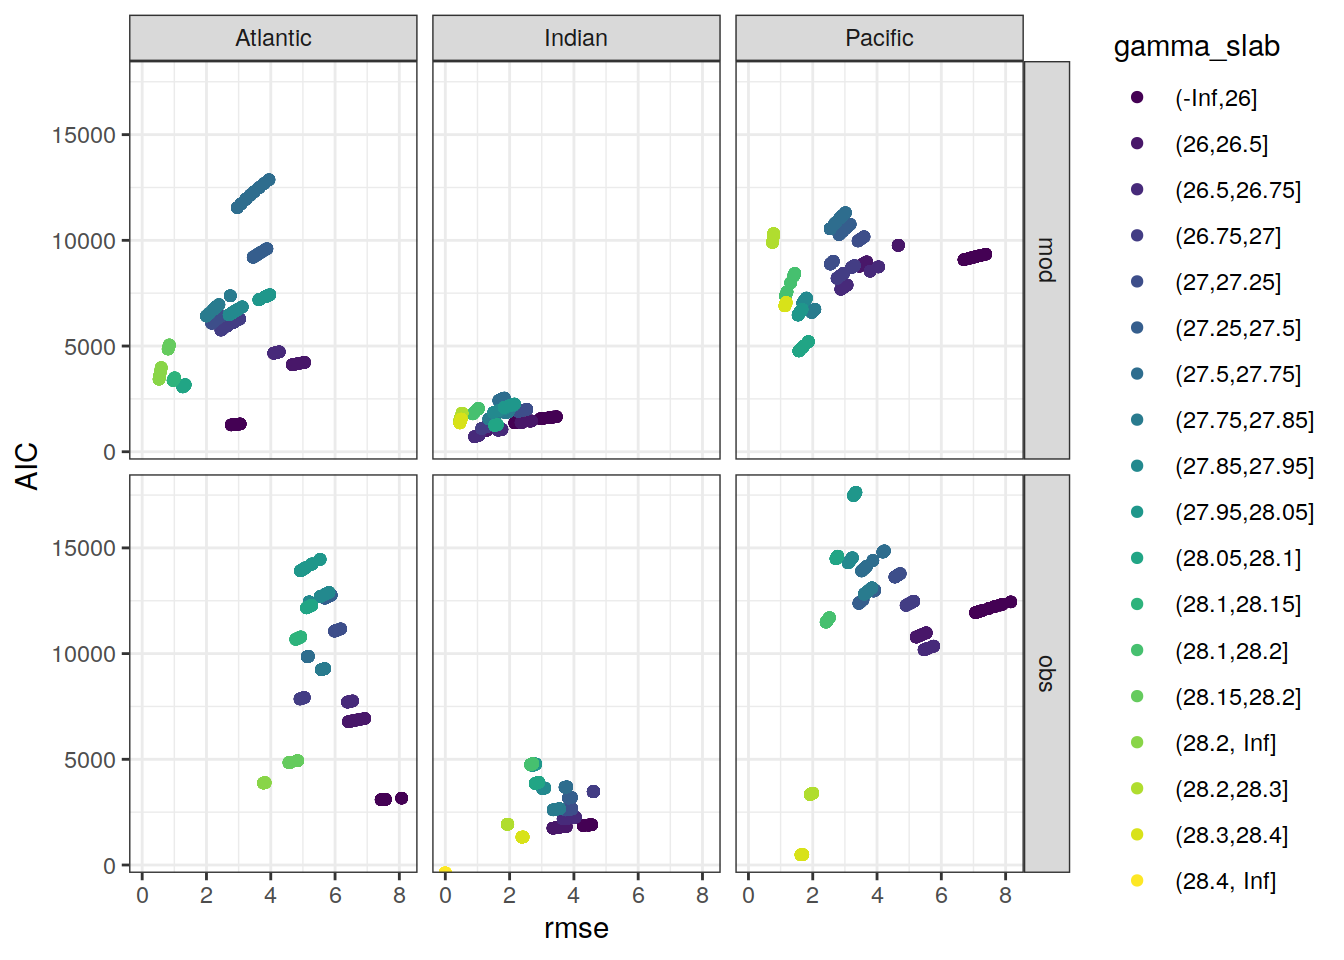 Atlantic Indian Pacific
mod
obs
15000
10000
5000
0
15000
10000
5000
0
AIC
0 2 4 6 8 0 2 4 6 8 0 2 4 6 8
rmse
gamma_slab
(-Inf,26]
(26,26.5]
(26.5,26.75]
(26.75,27]
(27,27.25]
(27.25,27.5]
(27.5,27.75]
(27.75,27.85]
(27.85,27.95]
(27.95,28.05]
(28.05,28.1]
(28.1,28.15]
(28.1,28.2]
(28.15,28.2]
(28.2, Inf]
(28.2,28.3]
(28.3,28.4]
(28.4, Inf]